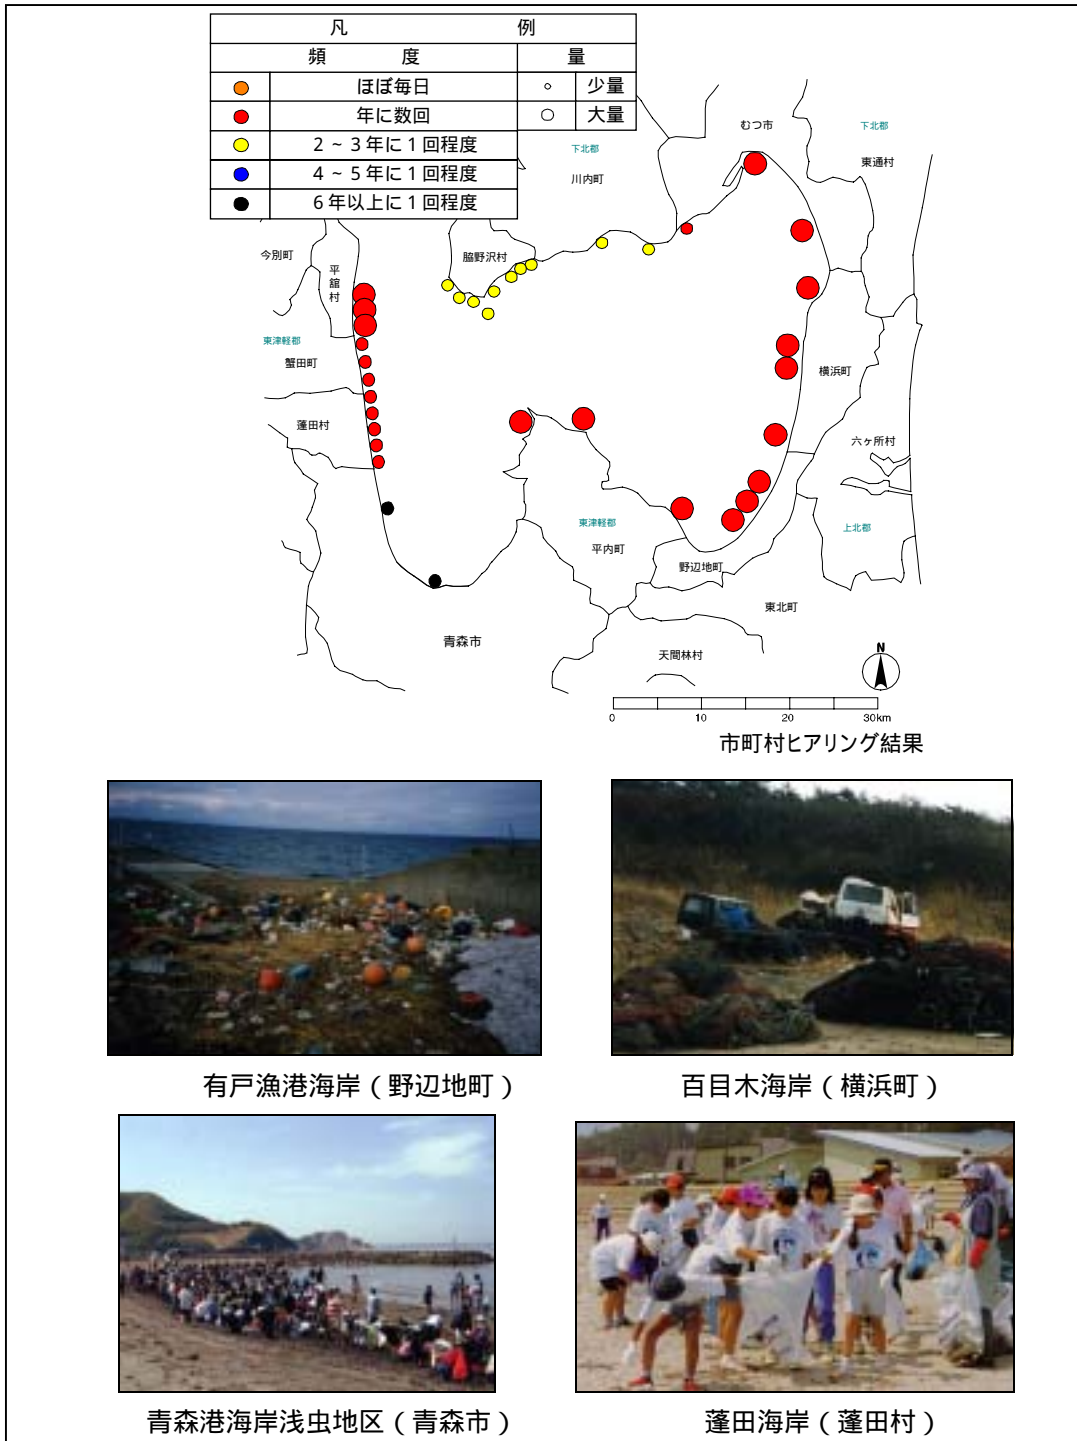 凡　例
頻　度　量
ほぼ毎日　少量
年に数回　大量
2～3年に1回程度
4～5年に1回程度
6年以上に1回程度
むつ市
下北郡
東通村
下北郡
川内町
脇野沢村
今別町
平舘村
東津軽郡
蟹田町
蓬田村
横浜町
六ヶ所村
上北郡
東津軽郡
平内町
野辺地町
東北町
青森市
天間林村
N
0　10　20　30km
市町村ヒアリング結果
有戸漁港海岸（野辺地町）
百目木海岸（横浜町）
青森港海岸浅虫地区（青森市）
蓬田海岸（蓬田村）